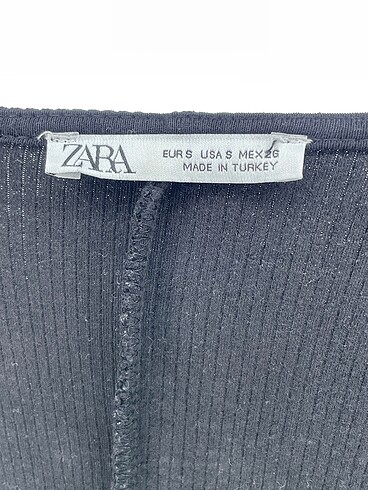 ZARA
EUR S USA S MEX 26
MADE IN TURKEY